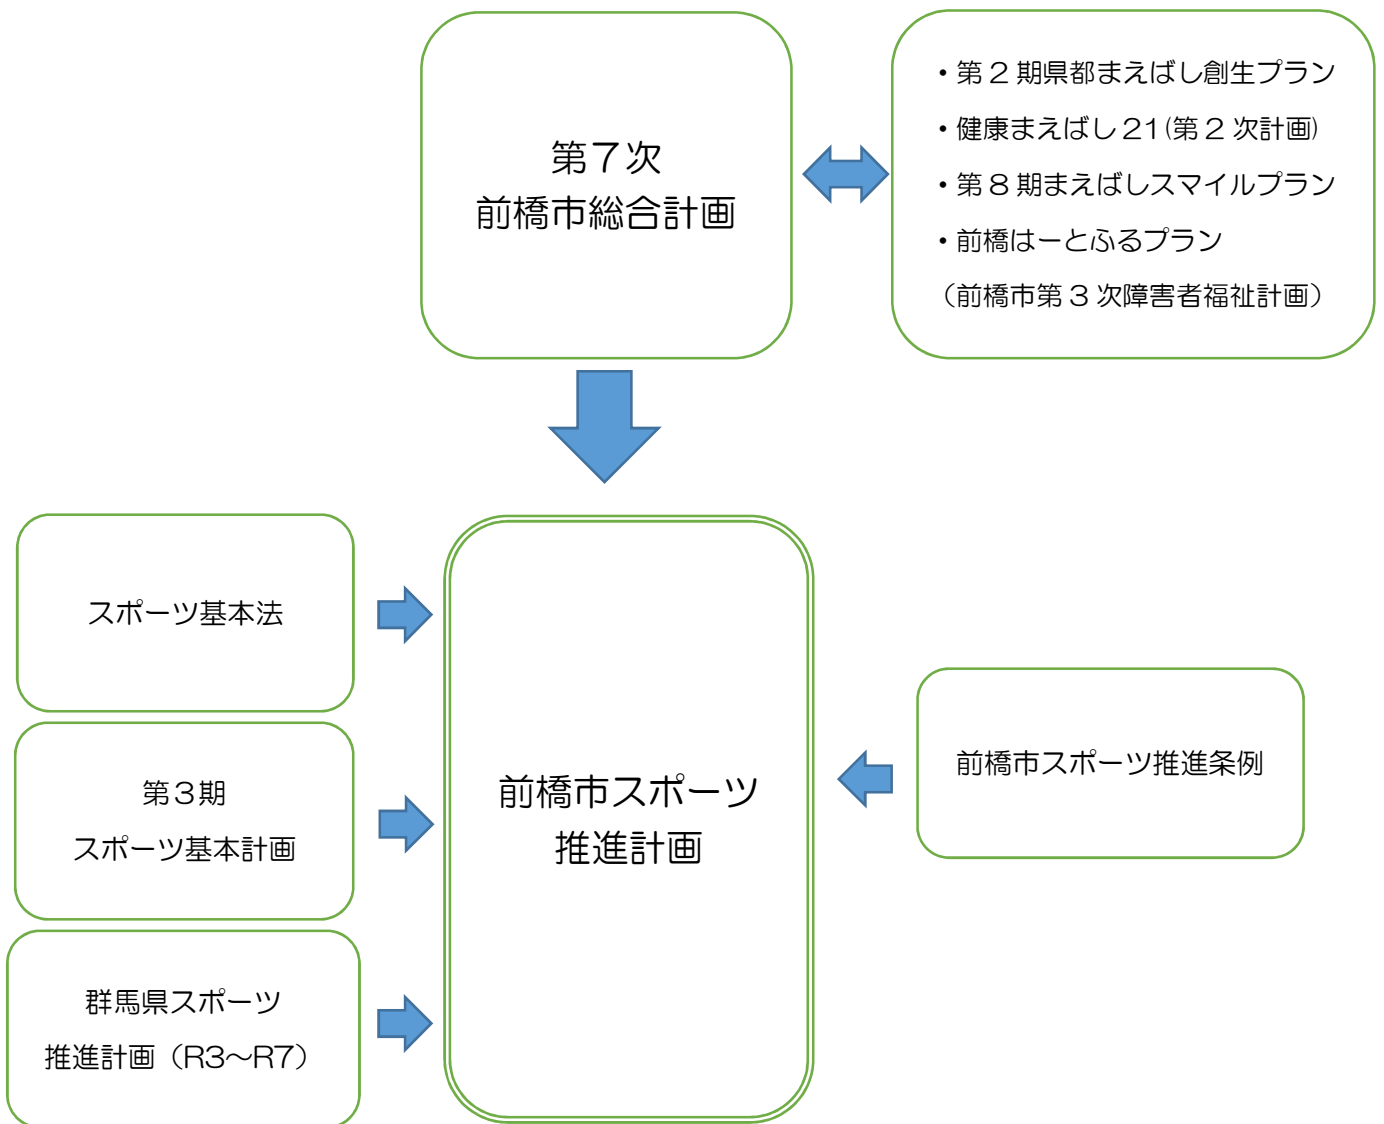 第７次
前橋市総合計画
・第２期県都まえばし創生プラン
・健康まえばし 21(第２次計画)
・第８期まえばしスマイルプラン
・前橋はーとふるプラン
（前橋市第３次障害者福祉計画）
スポーツ基本法
第３期
スポーツ基本計画
群馬県スポーツ
推進計画（R3～R7）
前橋市スポーツ
推進計画
前橋市スポーツ推進条例